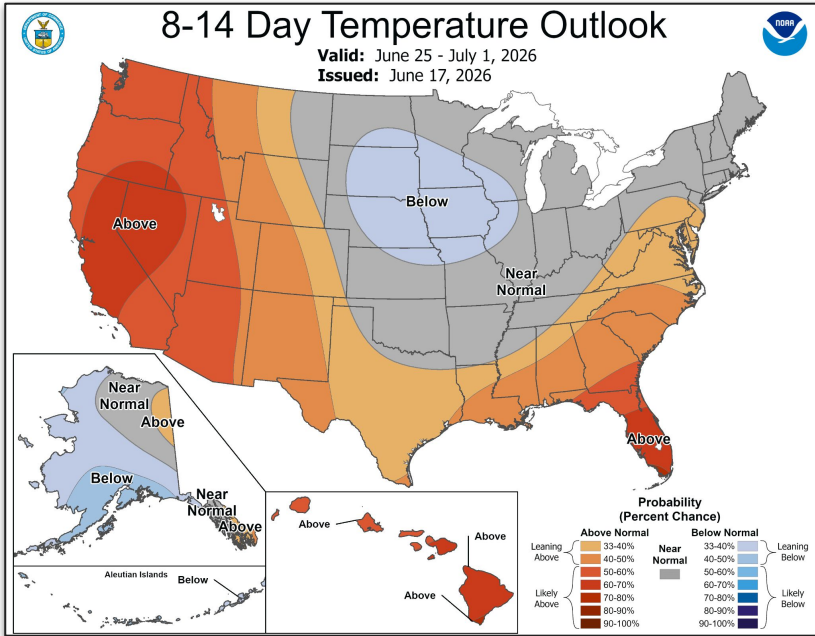 8-14 Day Temperature Outlook
Valid: June 25 - July 1, 2026
Issued: June 17, 2026
NOAA
Above
Below
Near
Normal
Above
Near
Normal
Above
Below
Near
Normal
Above
Aleutian Islands
Below
Above
Above
Above
Probability
(Percent Chance)
Above Normal
Below Normal
Leaning
Above
33-40%
40-50%
Likely
Above
50-60%
60-70%
70-80%
80-90%
90-100%
Near
Normal
33-40%
40-50%
Leaning
Below
50-60%
60-70%
70-80%
80-90%
90-100%
Likely
Below